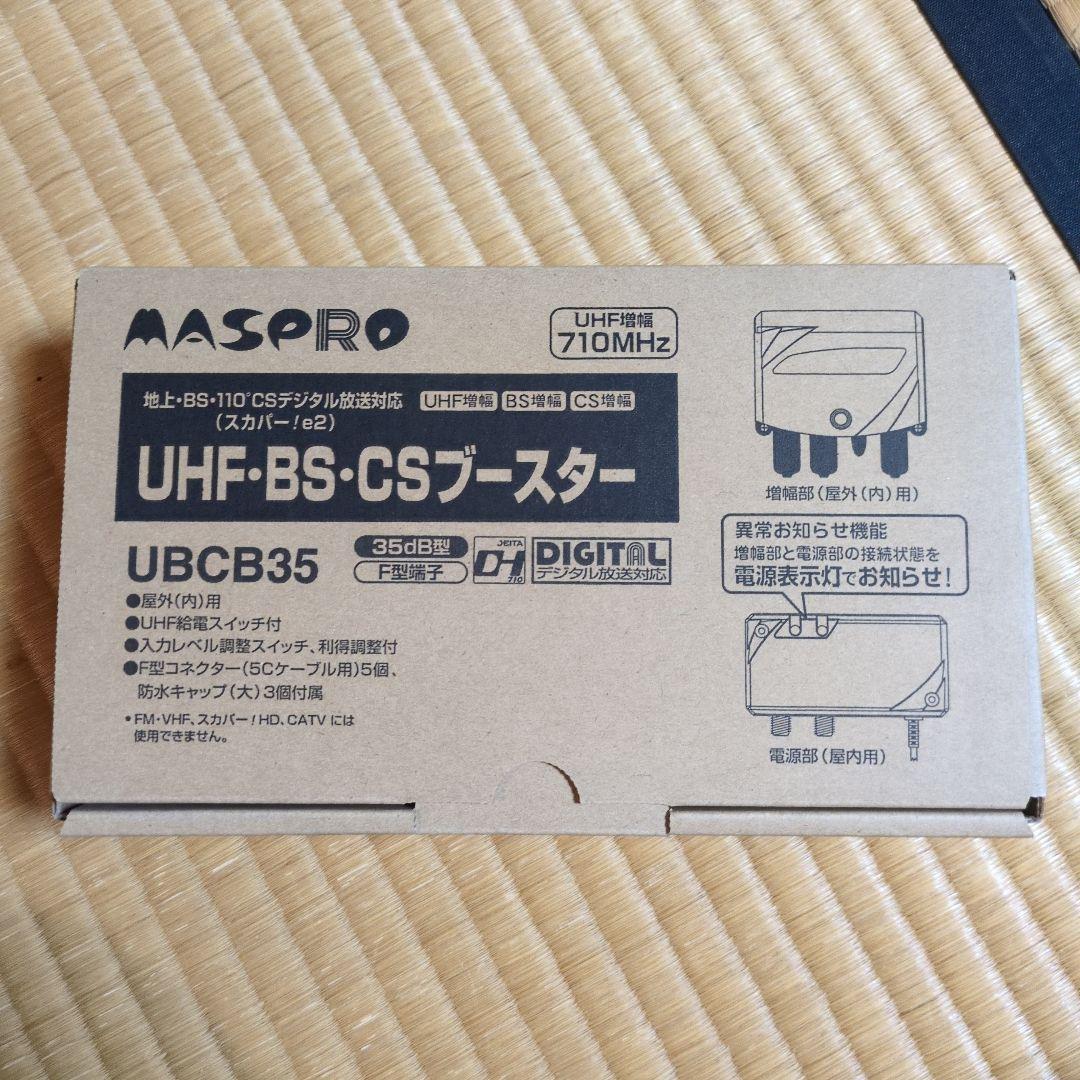 MASPRO
UHF増幅
710MHz
地上・BS・110°CSデジタル放送対応
(スカパー!e2)
UHF増幅 BS増幅 CS増幅
UHF・BS・CSブースター
UBCB35
35dB型
F型端子
JEITA
DH
710
DIGITAL
デジタル放送対応
●屋外(内)用
●UHF給電スイッチ付
●入力レベル調整スイッチ、利得調整付
●F型コネクター(5Cケーブル用)5個、
防水キャップ(大)3個付属
• FM・VHF、スカパー!HD、CATV には
使用できません。
増幅部(屋外(内)用)
異常お知らせ機能
増幅部と電源部の接続状態を
電源表示灯でお知らせ!
電源部(屋内用)